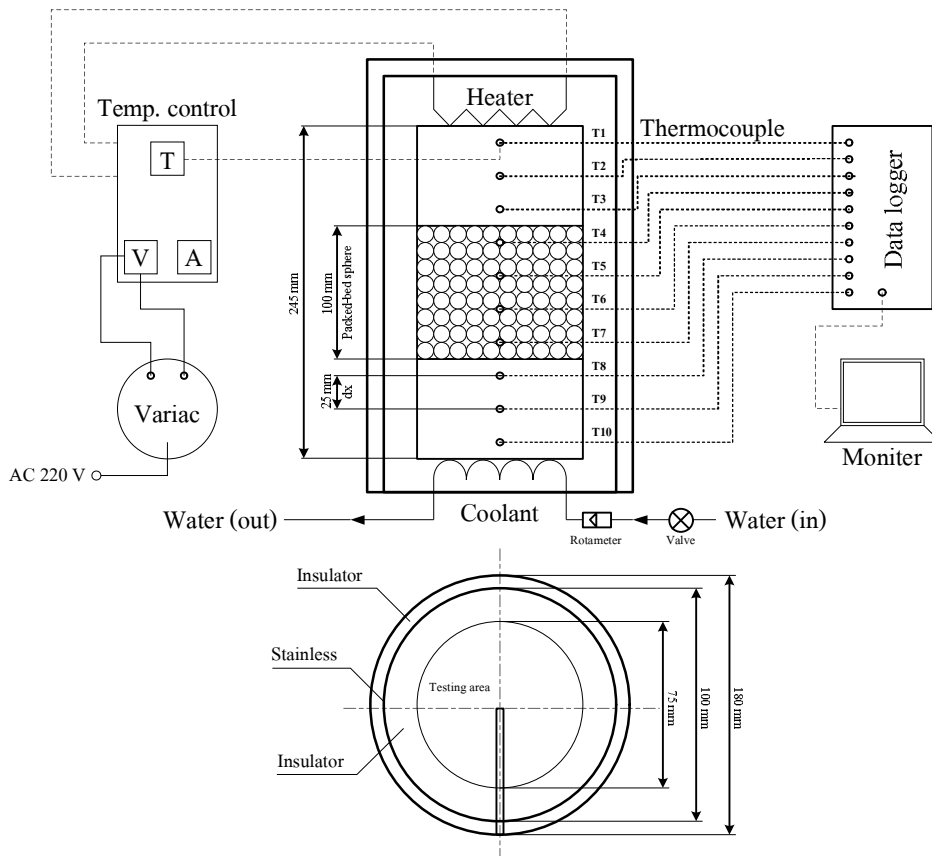 Temp. control
T
V
A
Variac
AC 220 V
Heater
T1
T2
T3
T4
T5
T6
T7
T8
T9
T10
245 mm
100 mm
Packed-bed sphere
25 mm
dx
Thermocouple
Data logger
Moniter
Water (out)
Coolant
Rotameter
Valve
Water (in)
Insulator
Stainless
Insulator
Testing area
75 mm
100 mm
180 mm